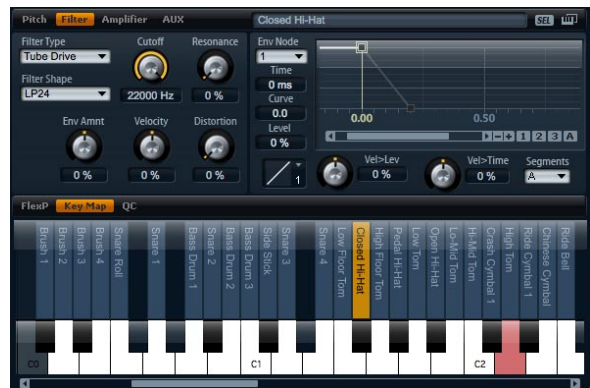 Pitch Filter Amplifier AUX
Closed Hi-Hat SEL
Filter Type Cutoff Resonance
Tube Drive
Filter Shape
LP24 22000 Hz 0 %
Env Amnt Velocity Distortion
0 % 0 % 0 %
Env Node
1
Time
0 ms
Curve
0.0
Level
0 %
0.00 0.50
1 2 3 A
1
Vel>Lev
0 %
Vel>Time
0 %
Segments
A
FlexP Key Map QC
Brush 1
Brush 2
Brush 3
Brush 4
Snare Roll
Snare 1
Bass Drum 1
Snare 2
Bass Drum 2
Bass Drum 3
Side Stick
Snare 3
Snare 4
Low Floor Tom
Closed Hi-Hat
High Floor Tom
Pedal Hi-Hat
Low Tom
Open Hi-Hat
Lo-Mid Tom
Hi-Mid Tom
Crash Cymbal 1
High Tom
Ride Cymbal 1
Chinese Cymbal
Ride Bell
C0 C1 C2